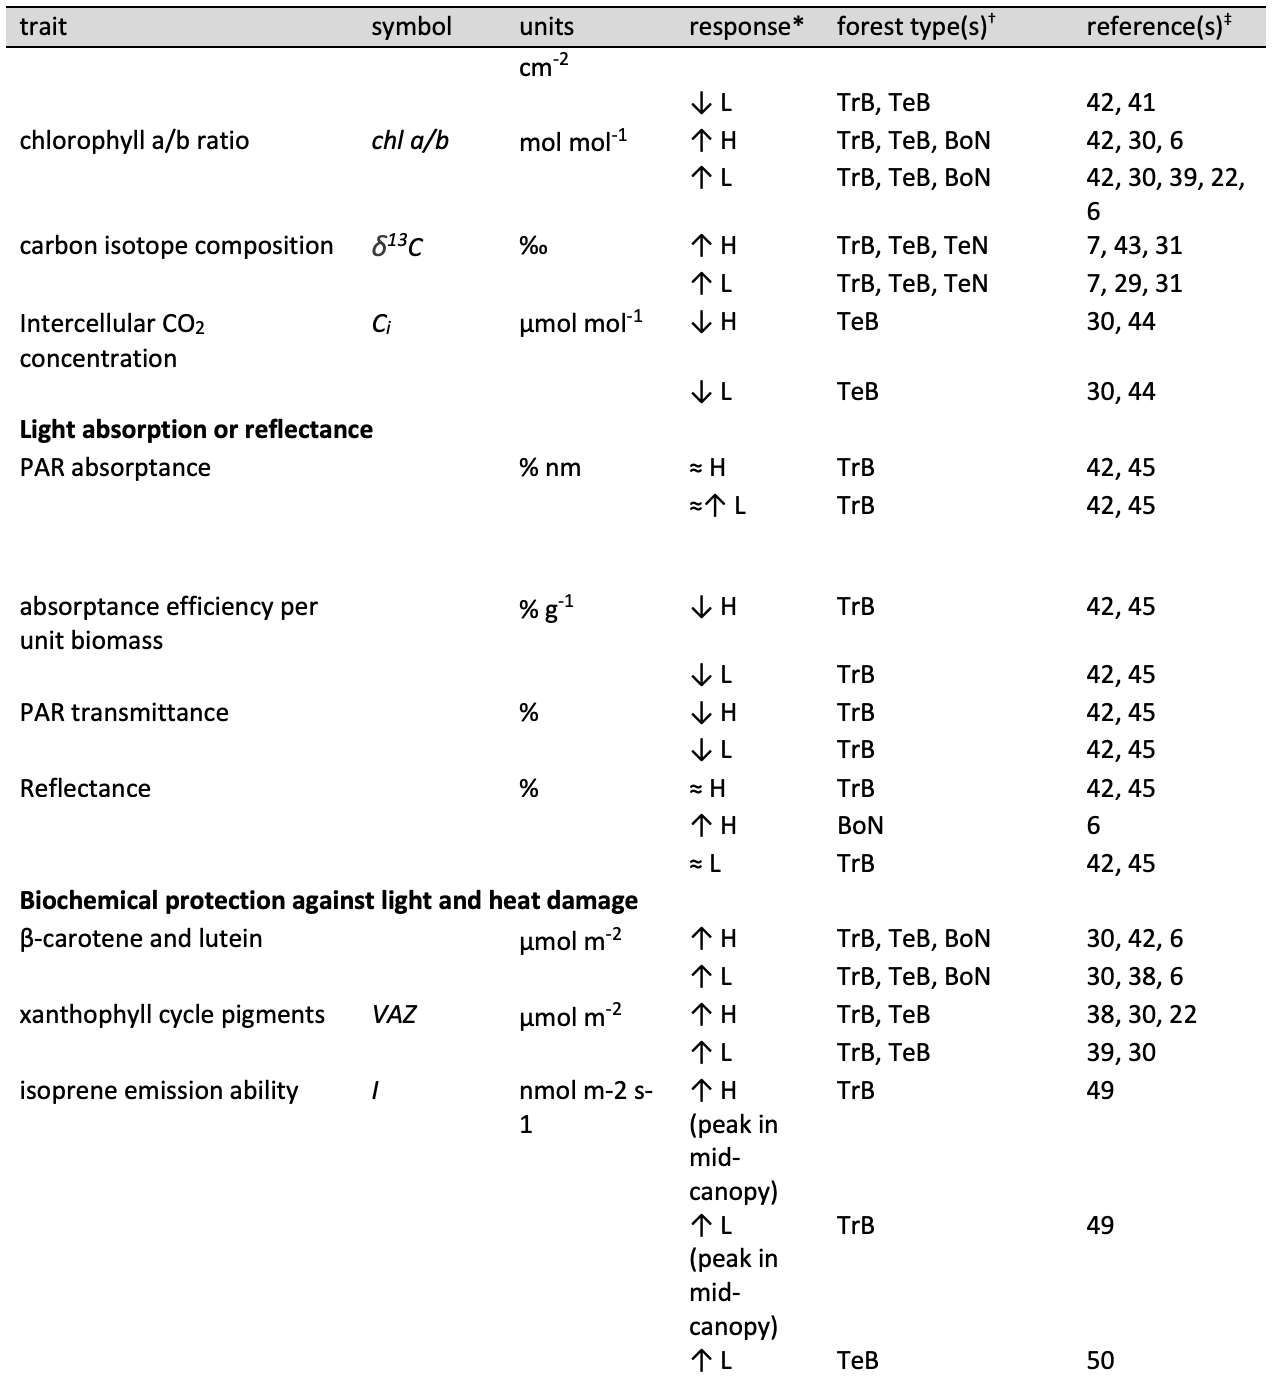 trait symbol units response* forest type(s)† reference(s)‡
cm-2
↓ L TrB, TeB 42, 41
chlorophyll a/b ratio chl a/b mol mol-1 ↑ H TrB, TeB, BoN 42, 30, 6
↑ L TrB, TeB, BoN 42, 30, 39, 22,
6
carbon isotope composition δ13C ‰ ↑ H TrB, TeB, TeN 7, 43, 31
↑ L TrB, TeB, TeN 7, 29, 31
Intercellular CO2 Ci µmol mol-1 ↓ H TeB 30, 44
concentration
↓ L TeB 30, 44
Light absorption or reflectance
PAR absorptance % nm ≈ H TrB 42, 45
≈↑ L TrB 42, 45
absorptance efficiency per % g-1 ↓ H TrB 42, 45
unit biomass
↓ L TrB 42, 45
PAR transmittance % ↓ H TrB 42, 45
↓ L TrB 42, 45
Reflectance % ≈ H TrB 42, 45
↑ H BoN 6
≈ L TrB 42, 45
Biochemical protection against light and heat damage
β-carotene and lutein µmol m-2 ↑ H TrB, TeB, BoN 30, 42, 6
↑ L TrB, TeB, BoN 30, 38, 6
xanthophyll cycle pigments VAZ µmol m-2 ↑ H TrB, TeB 38, 30, 22
↑ L TrB, TeB 39, 30
isoprene emission ability I nmol m-2 s- ↑ H TrB 49
1 (peak in
mid-
canopy)
↑ L TrB 49
(peak in
mid-
canopy)
↑ L TeB 50